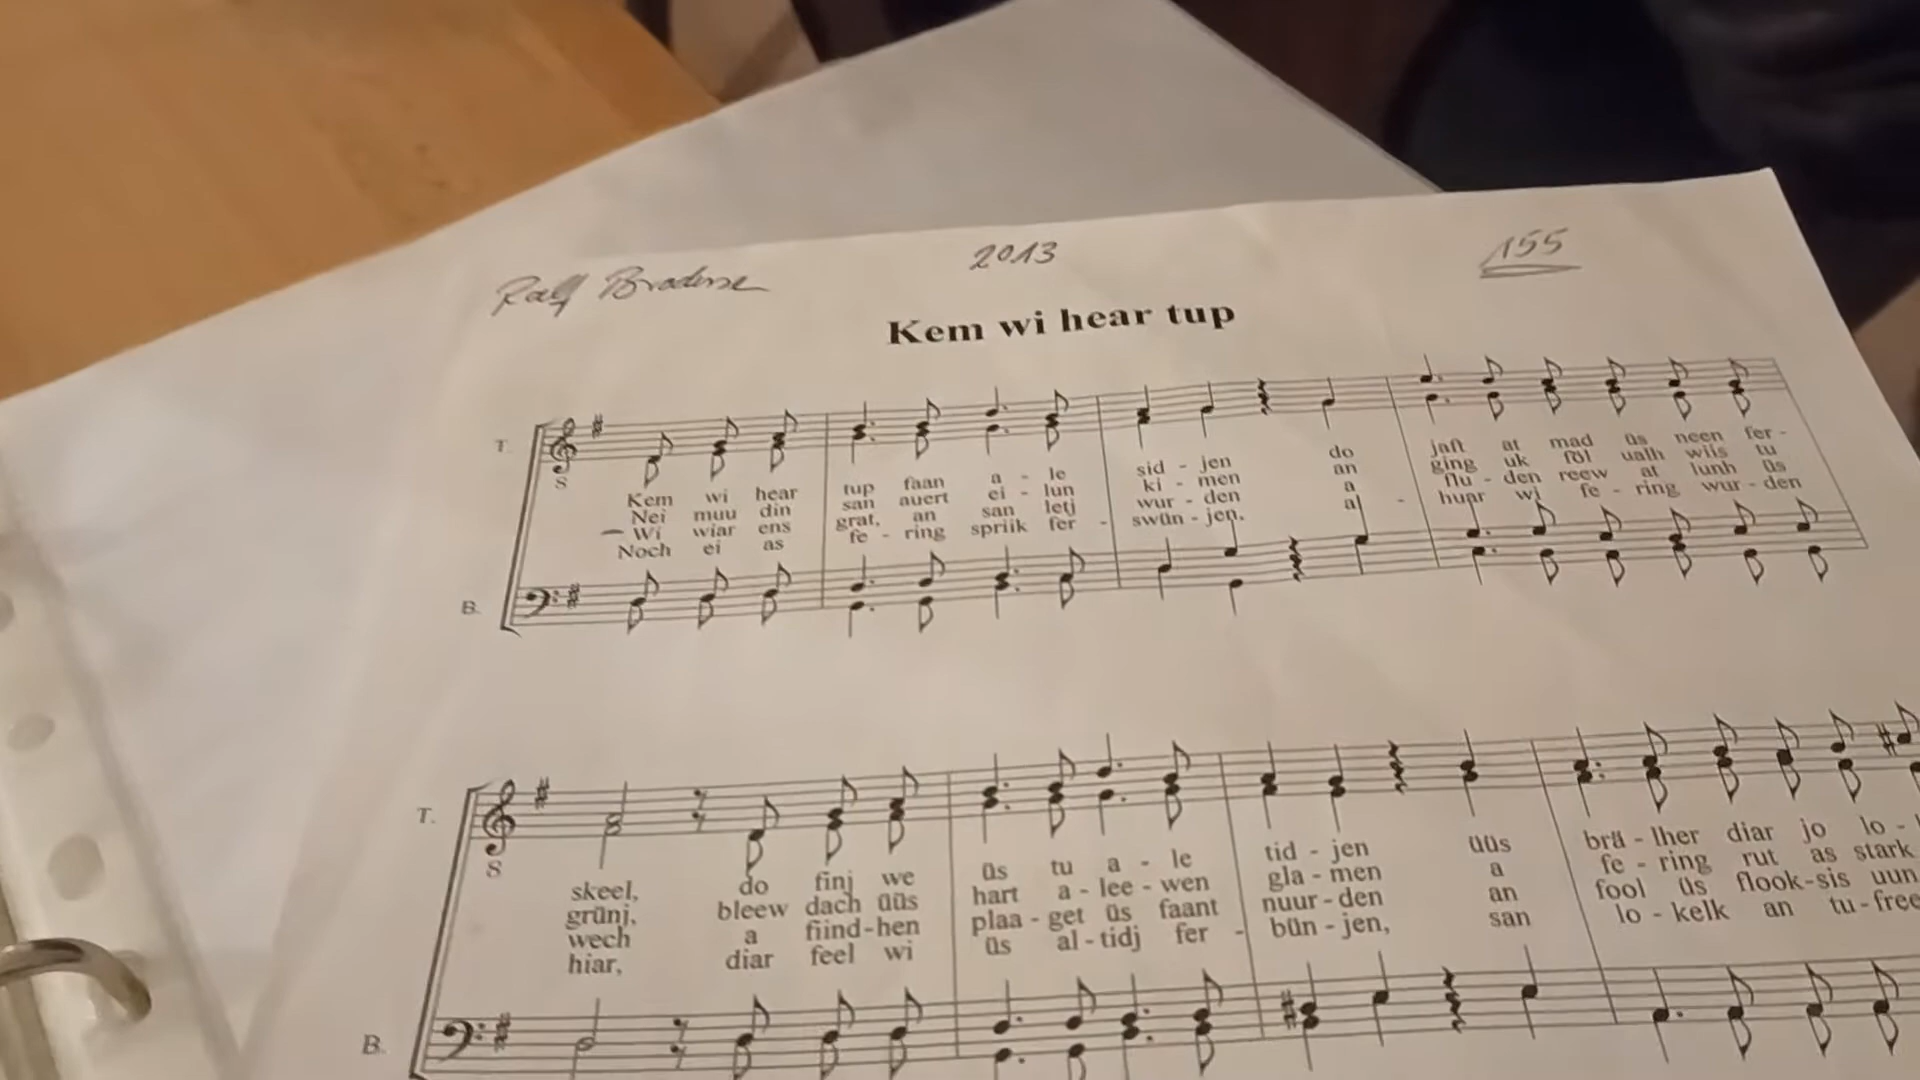 Ralf Brodersen 2013 155
Kem wi hear tup
T.
8
Kem wi hear tup faan a - le sid - jen do jaft at mad üs neen fer -
Nei muu din san auert ei - lun ki - men an ging uk föl ualh wiis tu
Wi wiar ens grat, an san letj wur - den a flu - den reew at lunh üs
Noch ei as fe - ring spriik fer - swün - jen, al - huar wi fe - ring wur - den
B.
T.
8
skeel, do finj we üs tu a - le tid - jen üüs brä - lher diar jo lo -
grünj, bleew dach üüs hart a - lee - wen gla - men a fe - ring rut as stark
wech a fiind - hen plaa - get üs faant nuur - den an fool üs flook - sis uun
hiar, diar feel wi üs al - tidj fer - bün - jen, san lo - kelk an tu - free
B.